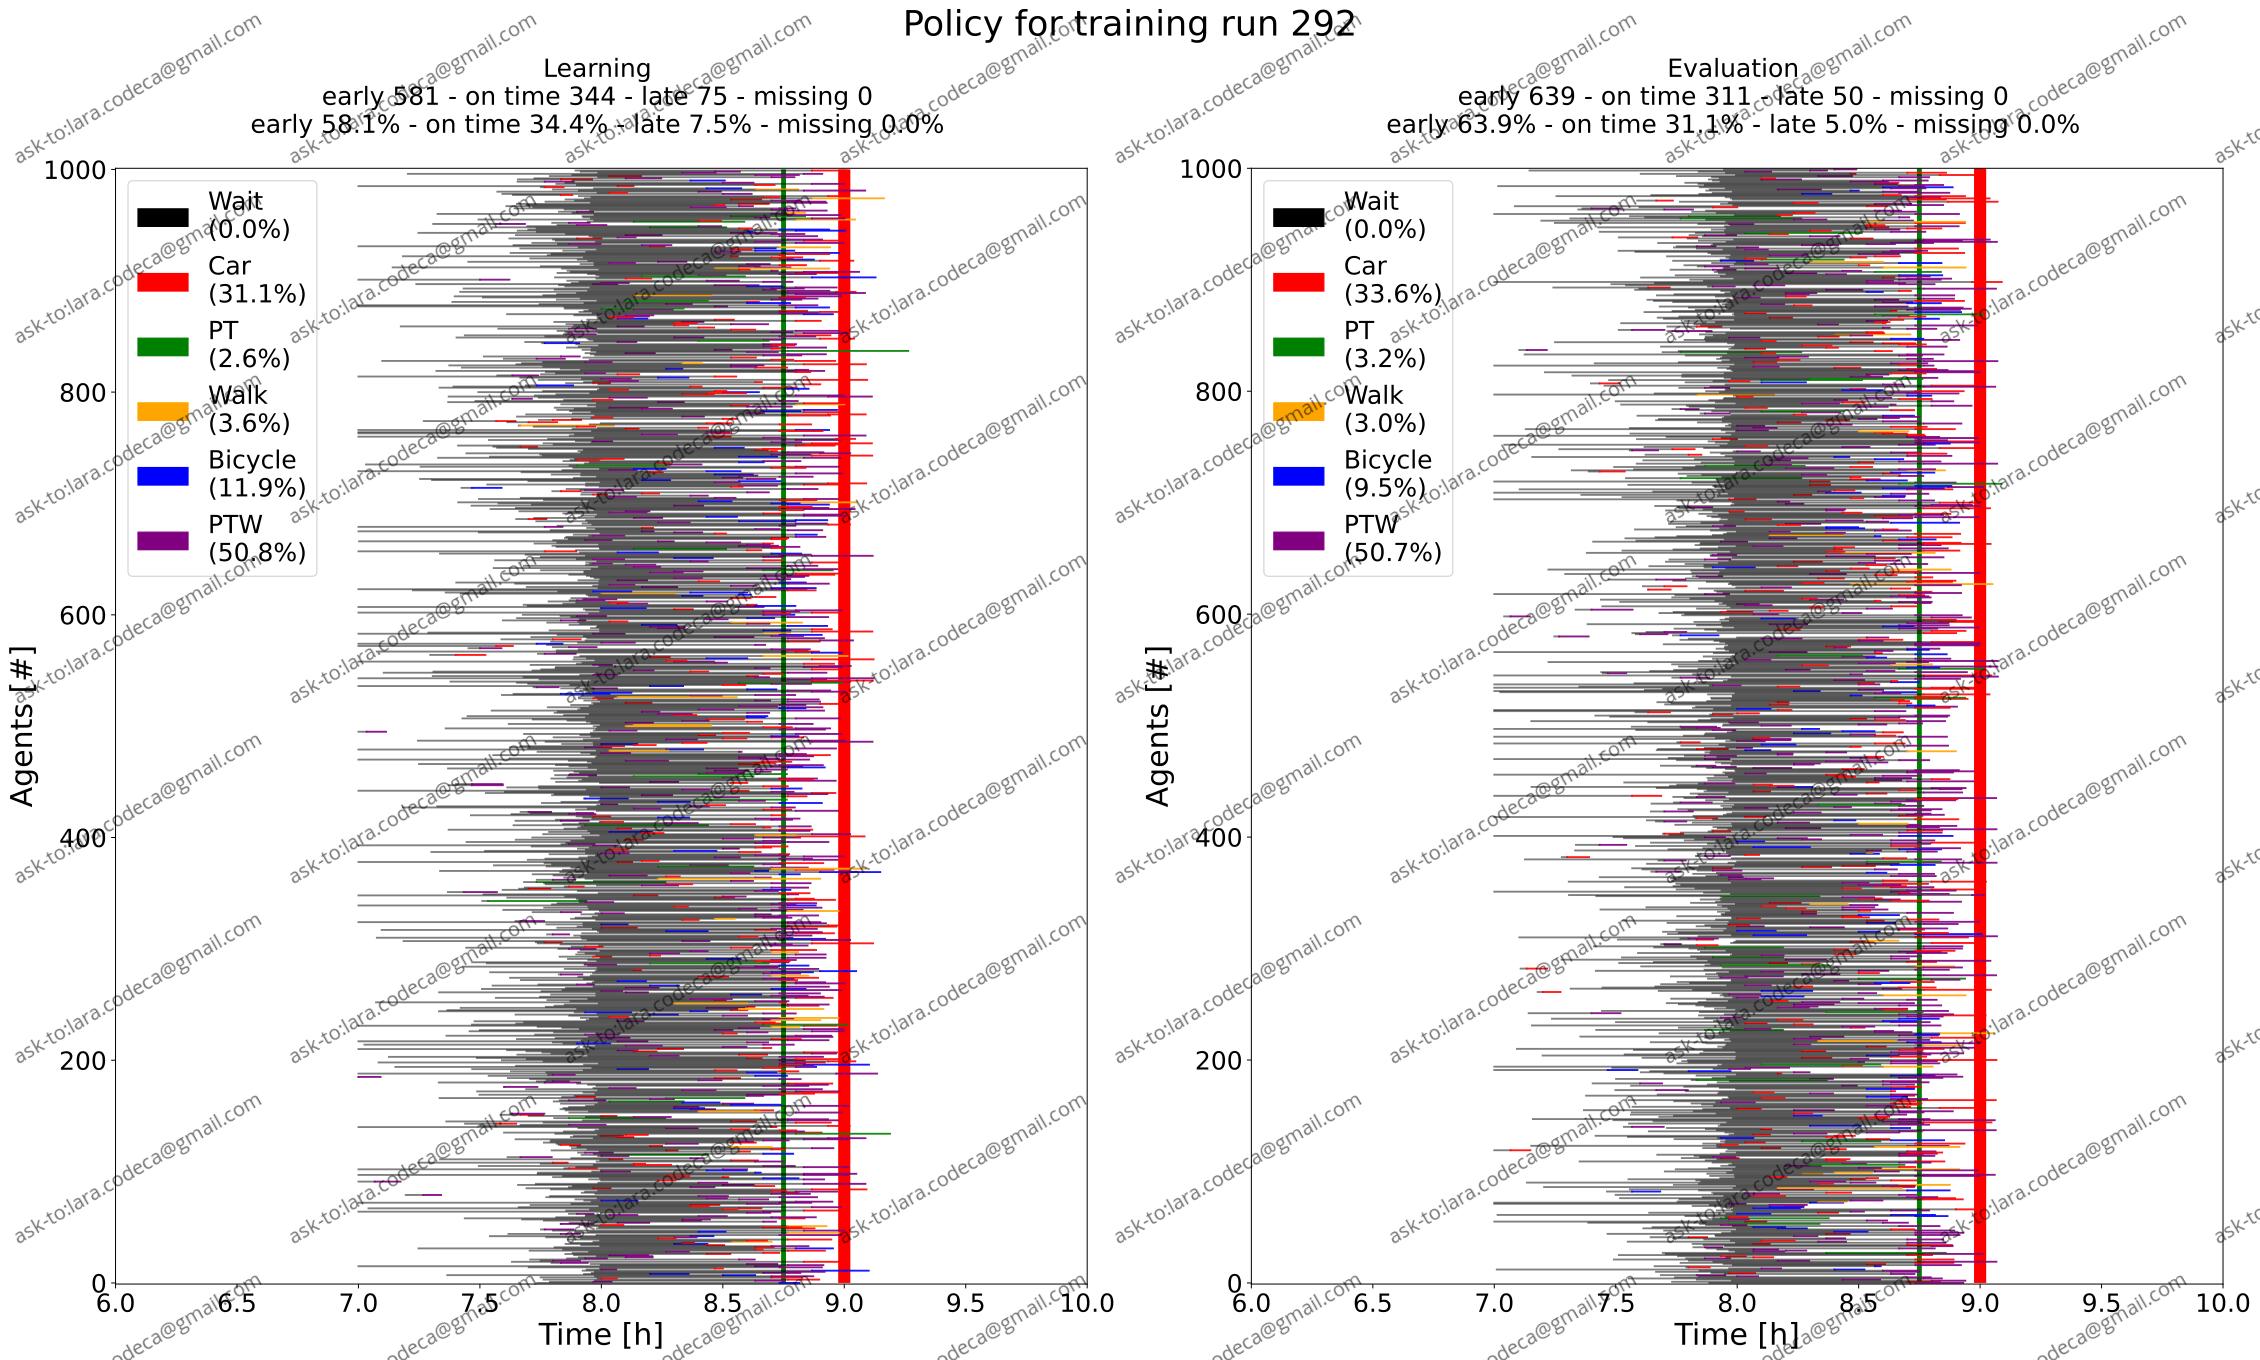 Policy for training run 292
Learning
early 581 - on time 344 - late 75 - missing 0
early 58.1% - on time 34.4% - late 7.5% - missing 0.0%
Agents [#]
1000
800
600
400
200
0
Wait
(0.0%)
Car
(31.1%)
PT
(2.6%)
Walk
(3.6%)
Bicycle
(11.9%)
PTW
(50.8%)
6.0 6.5 7.0 7.5 8.0 8.5 9.0 9.5 10.0
Time [h]
Evaluation
early 639 - on time 311 - late 50 - missing 0
early 63.9% - on time 31.1% - late 5.0% - missing 0.0%
Agents [#]
1000
800
600
400
200
0
Wait
(0.0%)
Car
(33.6%)
PT
(3.2%)
Walk
(3.0%)
Bicycle
(9.5%)
PTW
(50.7%)
6.0 6.5 7.0 7.5 8.0 8.5 9.0 9.5 10.0
Time [h]
ask-to:lara.codeca@gmail.com